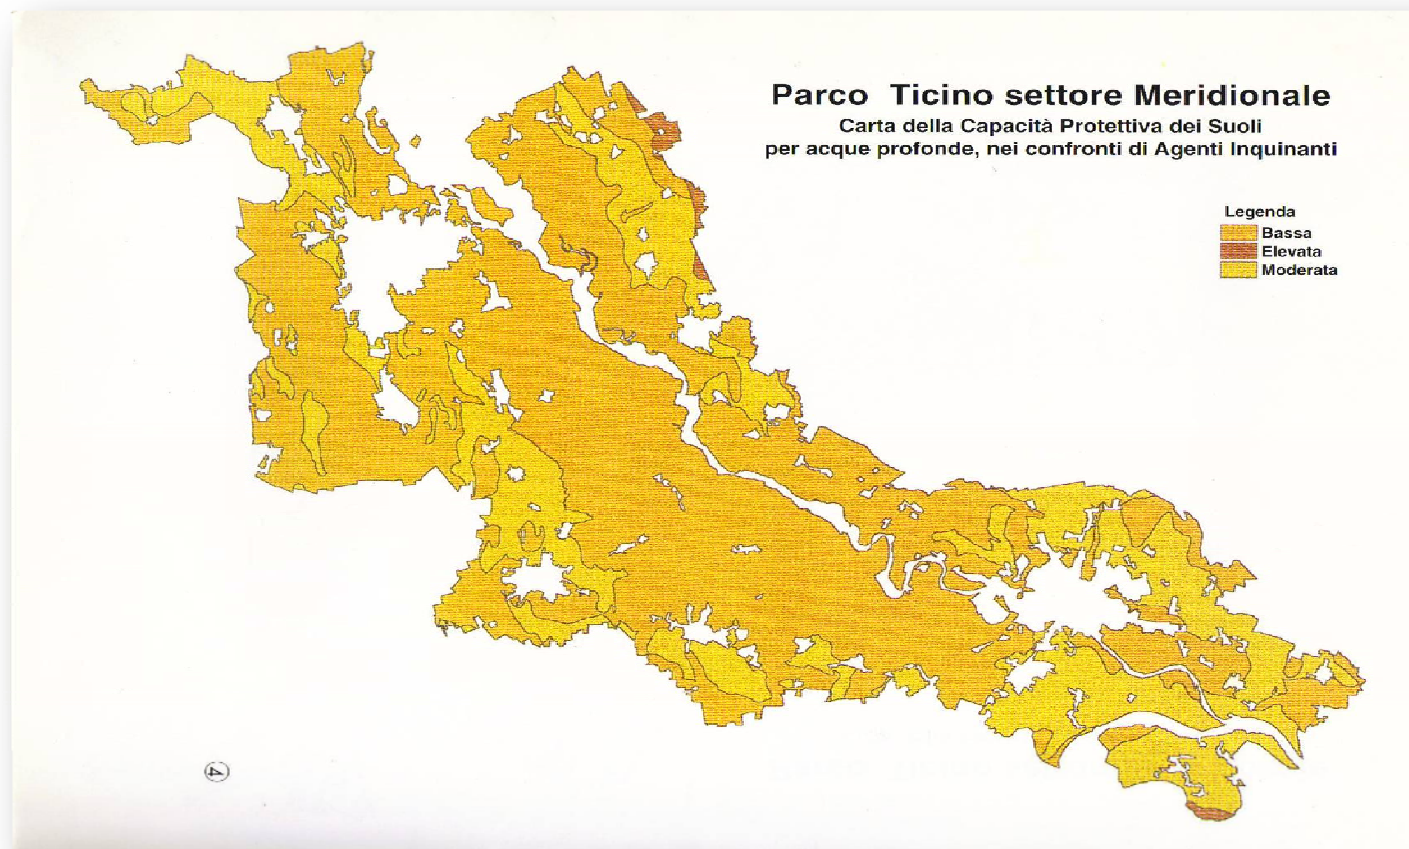 Parco Ticino settore Meridionale
Carta della Capacità Protettiva dei Suoli
per acque profonde, nei confronti di Agenti Inquinanti
Legenda
Bassa
Elevata
Moderata
4